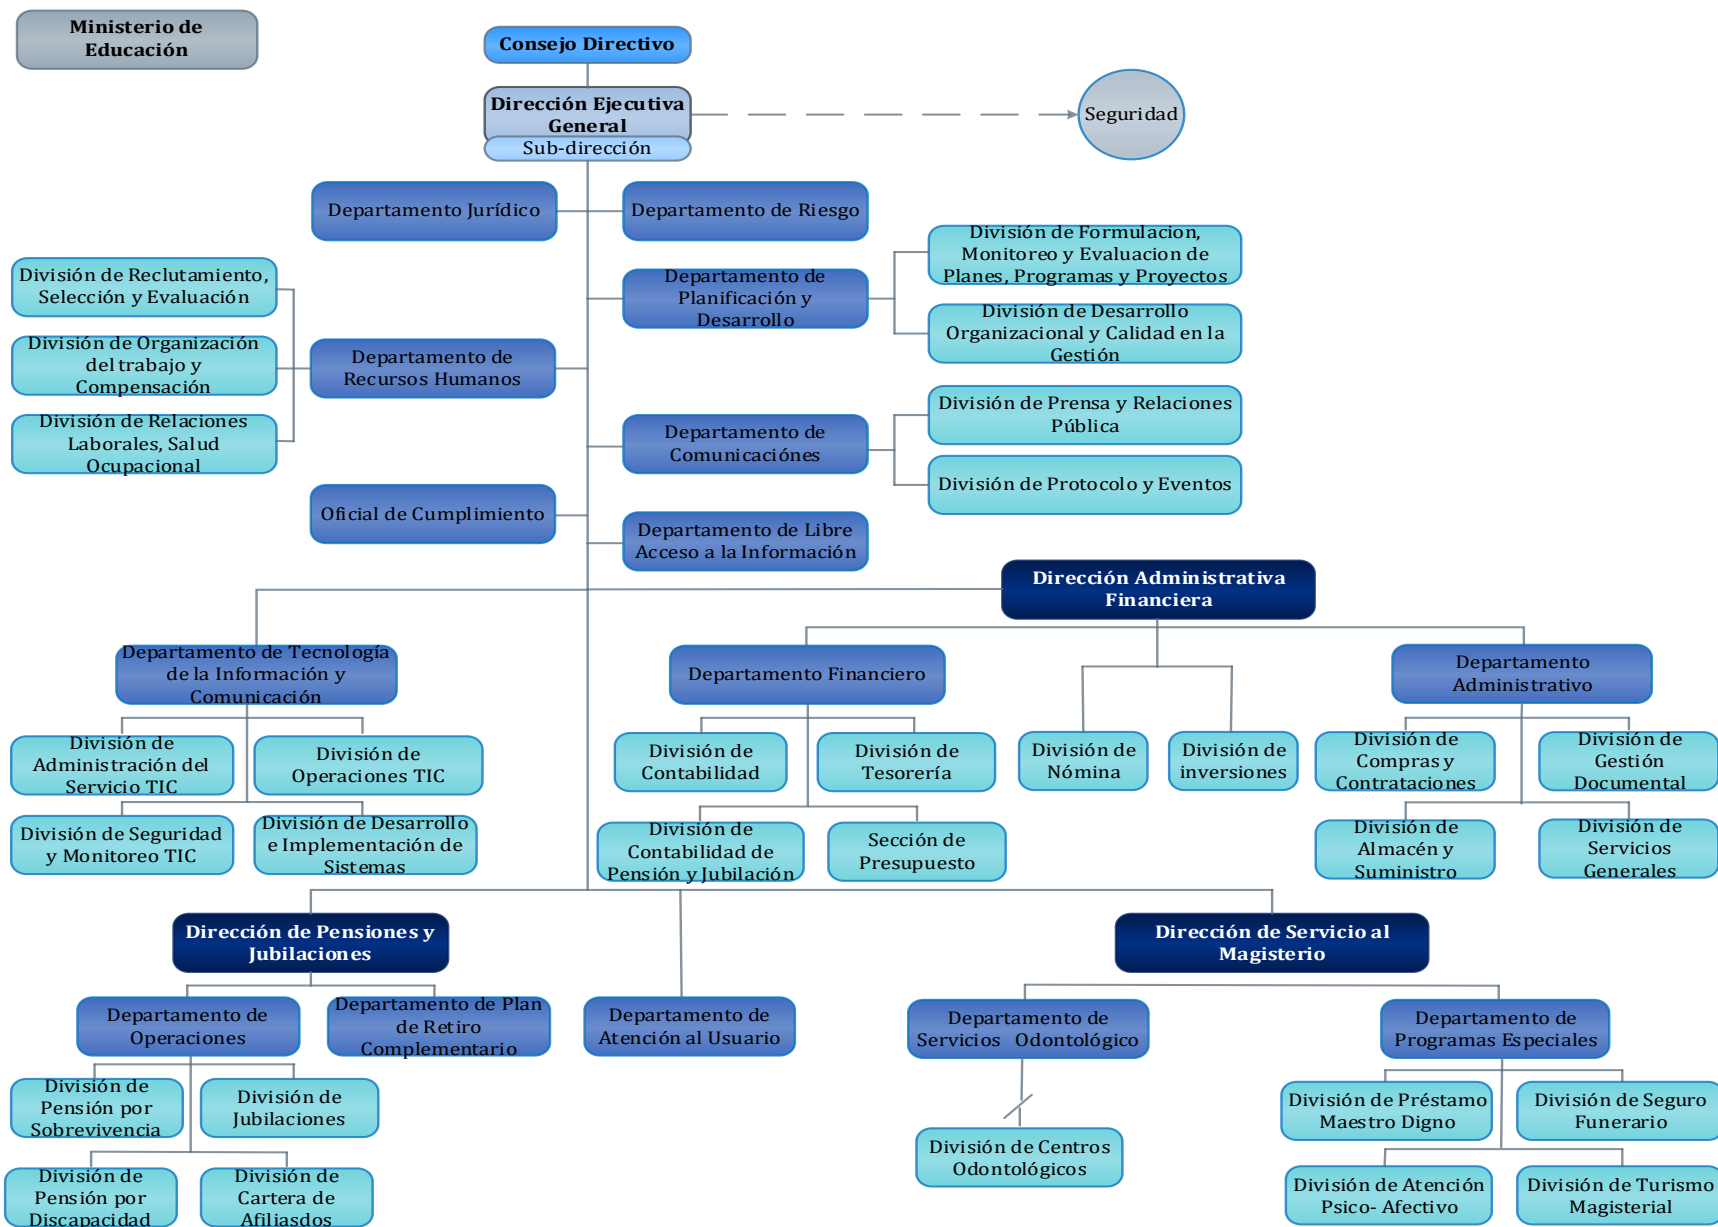 Ministerio de
Educación
Consejo Directivo
Dirección Ejecutiva
General
Sub-dirección
Seguridad
Departamento Jurídico
Departamento de Riesgo
División de Reclutamiento,
Selección y Evaluación
División de Organización
del trabajo y
Compensación
División de Relaciones
Laborales, Salud
Ocupacional
Departamento de
Recursos Humanos
Departamento de
Planificación y
Desarrollo
División de Formulacion,
Monitoreo y Evaluacion de
Planes, Programas y Proyectos
División de Desarrollo
Organizacional y Calidad en la
Gestión
Departamento de
Comunicaciónes
División de Prensa y Relaciones
Pública
División de Protocolo y Eventos
Oficial de Cumplimiento
Departamento de Libre
Acceso a la Información
Dirección Administrativa
Financiera
Departamento de Tecnología
de la Información y
Comunicación
Departamento Financiero
Departamento
Administrativo
División de
Administración del
Servicio TIC
División de
Operaciones TIC
División de Seguridad
y Monitoreo TIC
División de Desarrollo
e Implementación de
Sistemas
División de
Contabilidad
División de
Tesorería
División de
Contabilidad de
Pensión y Jubilación
Sección de
Presupuesto
División de
Nómina
División de
inversiones
División de
Compras y
Contrataciones
División de
Gestión
Documental
División de
Almacén y
Suministro
División de
Servicios
Generales
Dirección de Pensiones y
Jubilaciones
Dirección de Servicio al
Magisterio
Departamento de
Operaciones
Departamento de Plan
de Retiro
Complementario
Departamento de
Atención al Usuario
Departamento de
Servicios Odontológico
Departamento de
Programas Especiales
División de
Pensión por
Sobrevivencia
División de
Jubilaciones
División de
Pensión por
Discapacidad
División de
Cartera de
Afiliasdos
División de Centros
Odontológicos
División de Préstamo
Maestro Digno
División de Seguro
Funerario
División de Atención
Psico- Afectivo
División de Turismo
Magisterial